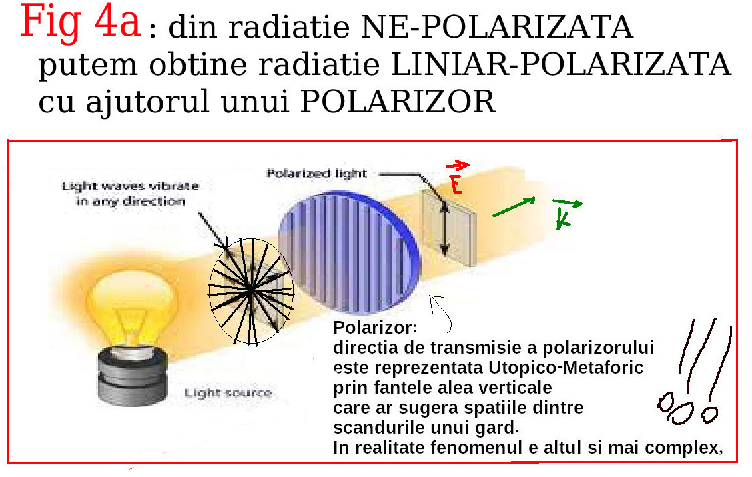 Fig 4a : din radiatie NE-POLARIZATA
putem obtine radiatie LINIAR-POLARIZATA
cu ajutorul unui POLARIZOR
Light waves vibrate
in any direction
Polarized light
E
K
Light source
Polarizor:
directia de transmisie a polarizorului
este reprezentata Utopico-Metaforic
prin fantele alea verticale
care ar sugera spatiile dintre
scandurile unui gard.
In realitate fenomenul e altul si mai complex,
!!!